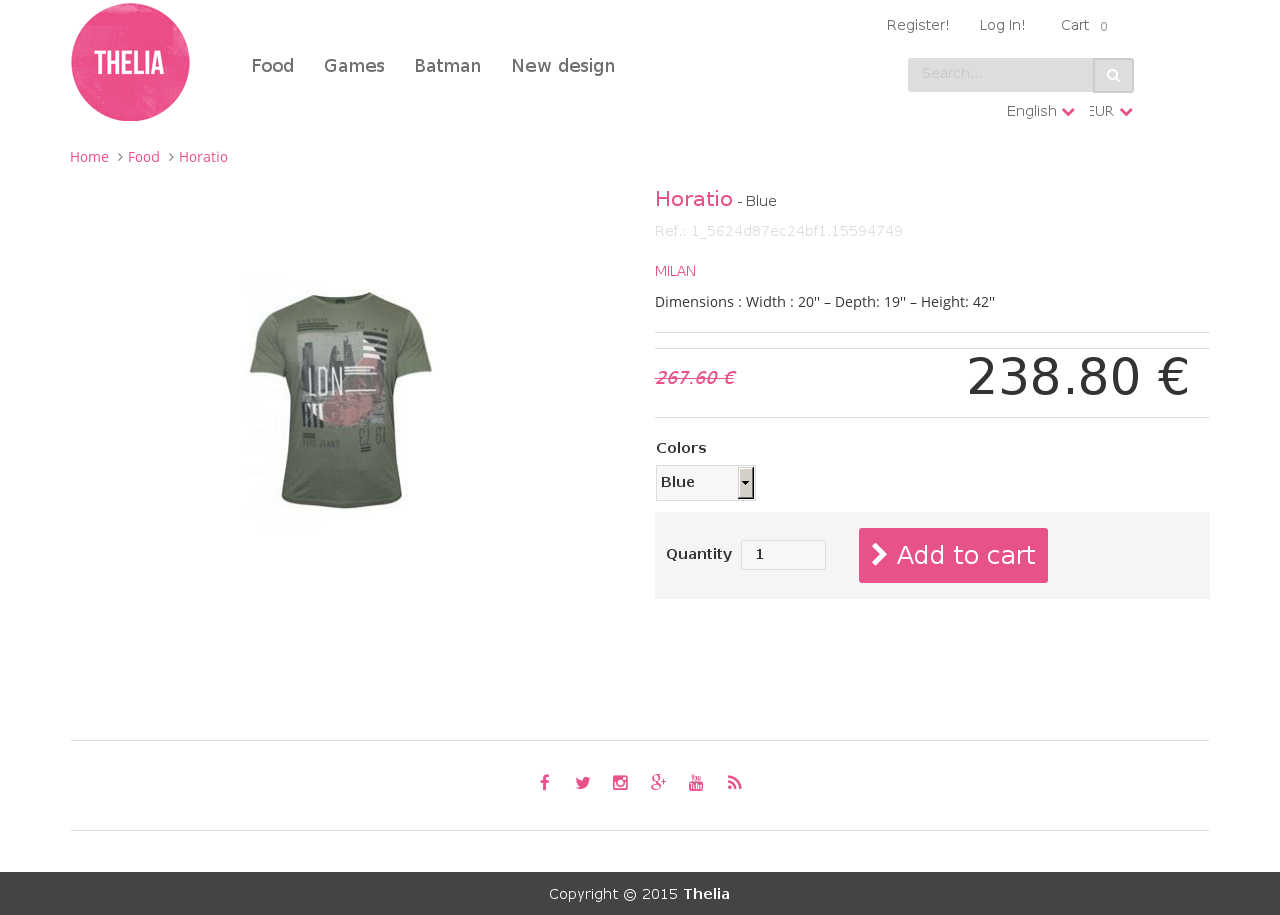 THELIA
Register! Log In! Cart 0
Food Games Batman New design
Search...
English EUR
Home Food Horatio
Horatio - Blue
Ref.: 1_5624d87ec24bf1.15594749
MILAN
Dimensions : Width : 20'' – Depth: 19'' – Height: 42''
267.60 €
238.80 €
LDN
Colors
Blue
Quantity 1 Add to cart
Copyright © 2015 Thelia